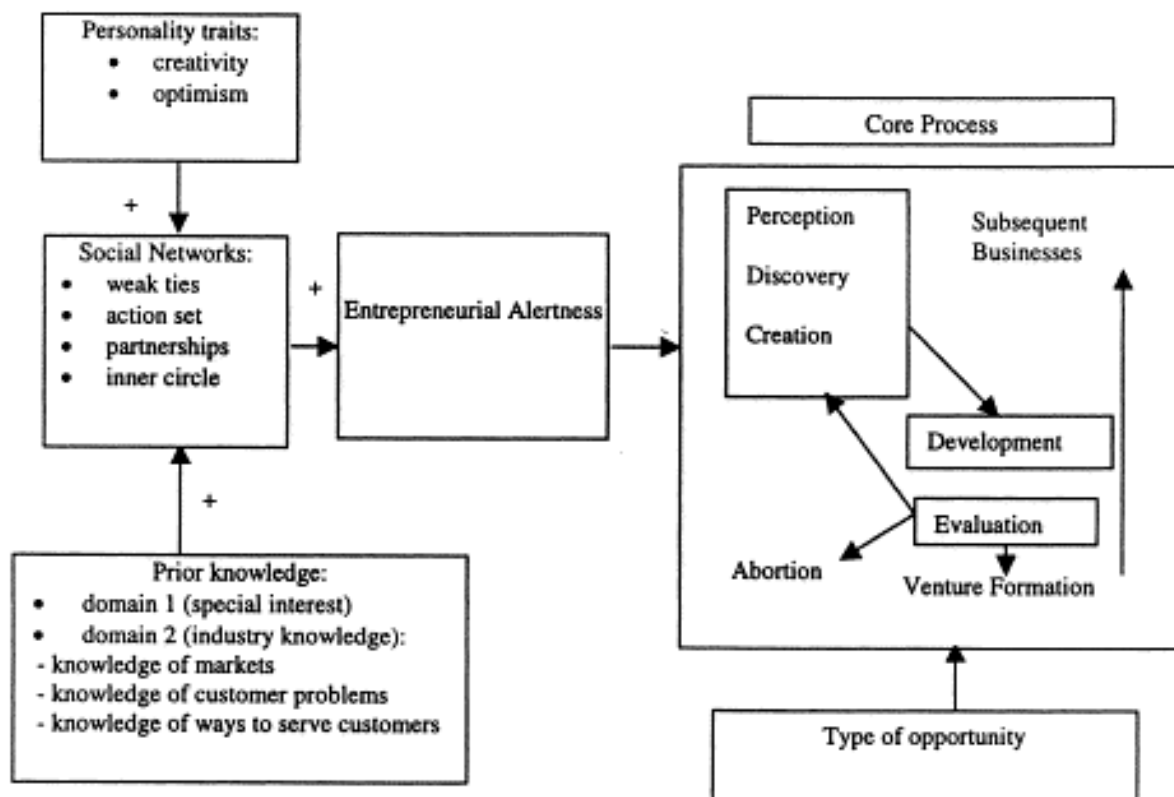 Personality traits:
• creativity
• optimism
+
Social Networks:
• weak ties
• action set
• partnerships
• inner circle
+
+
Prior knowledge:
• domain 1 (special interest)
• domain 2 (industry knowledge):
- knowledge of markets
- knowledge of customer problems
- knowledge of ways to serve customers
Entrepreneurial Alertness
Core Process
Perception
Discovery
Creation
Subsequent
Businesses
Development
Evaluation
Abortion
Venture Formation
Type of opportunity